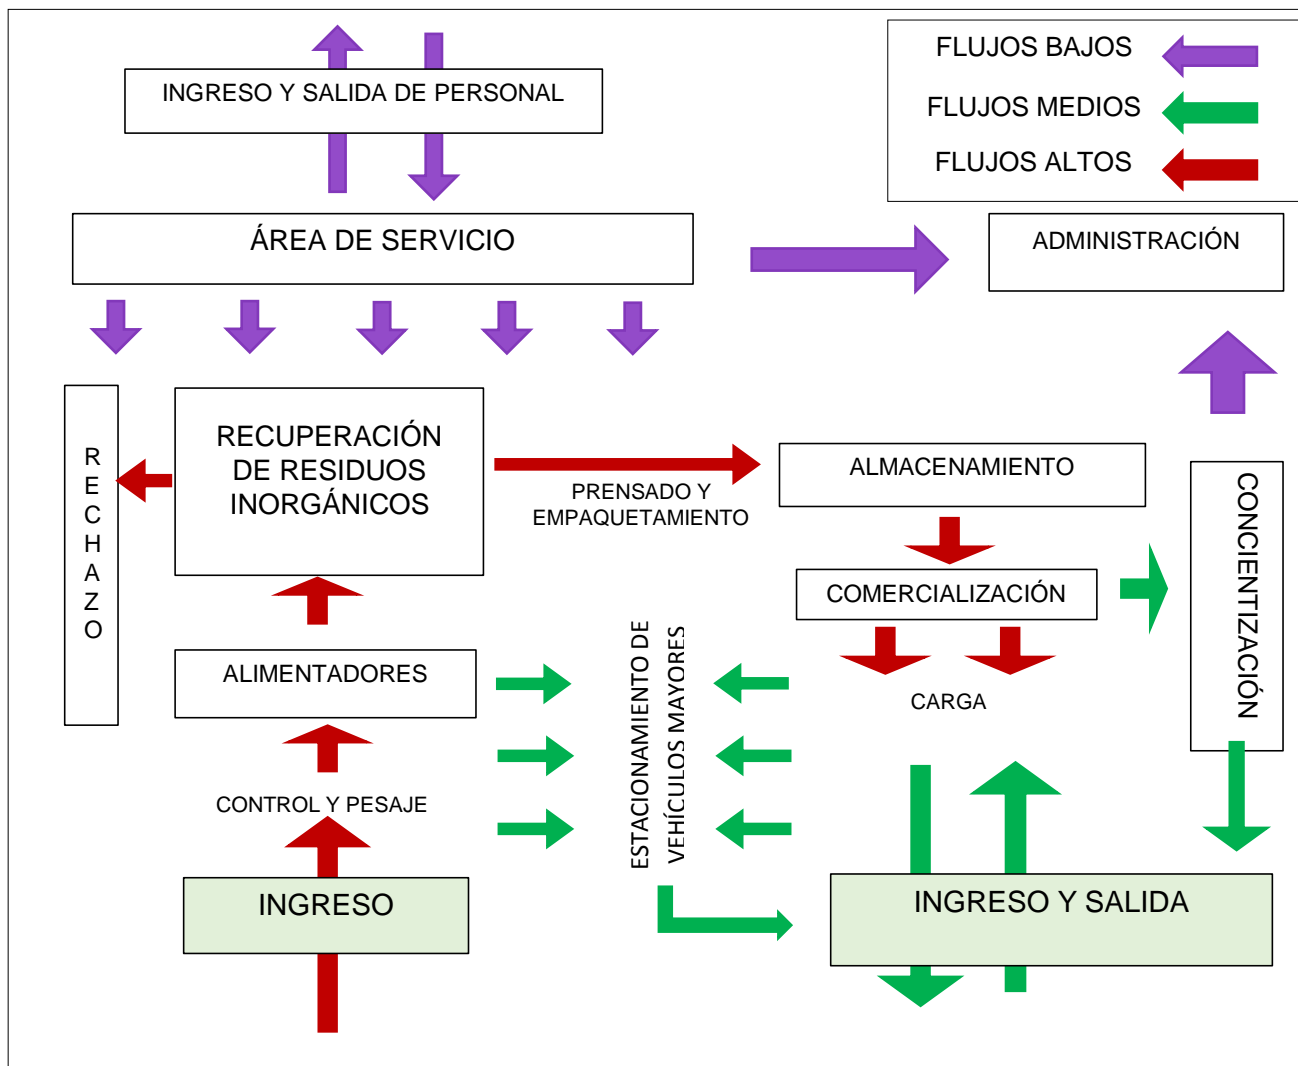 INGRESO Y SALIDA DE PERSONAL
FLUJOS BAJOS
FLUJOS MEDIOS
FLUJOS ALTOS
ÁREA DE SERVICIO
ADMINISTRACIÓN
RECHAZO
RECUPERACIÓN
DE RESIDUOS
INORGÁNICOS
PRENSADO Y
EMPAQUETAMIENTO
ALMACENAMIENTO
COMERCIALIZACIÓN
CONCIENTIZACIÓN
ALIMENTADORES
ESTACIONAMIENTO DE
VEHÍCULOS MAYORES
CARGA
CONTROL Y PESAJE
INGRESO
INGRESO Y SALIDA